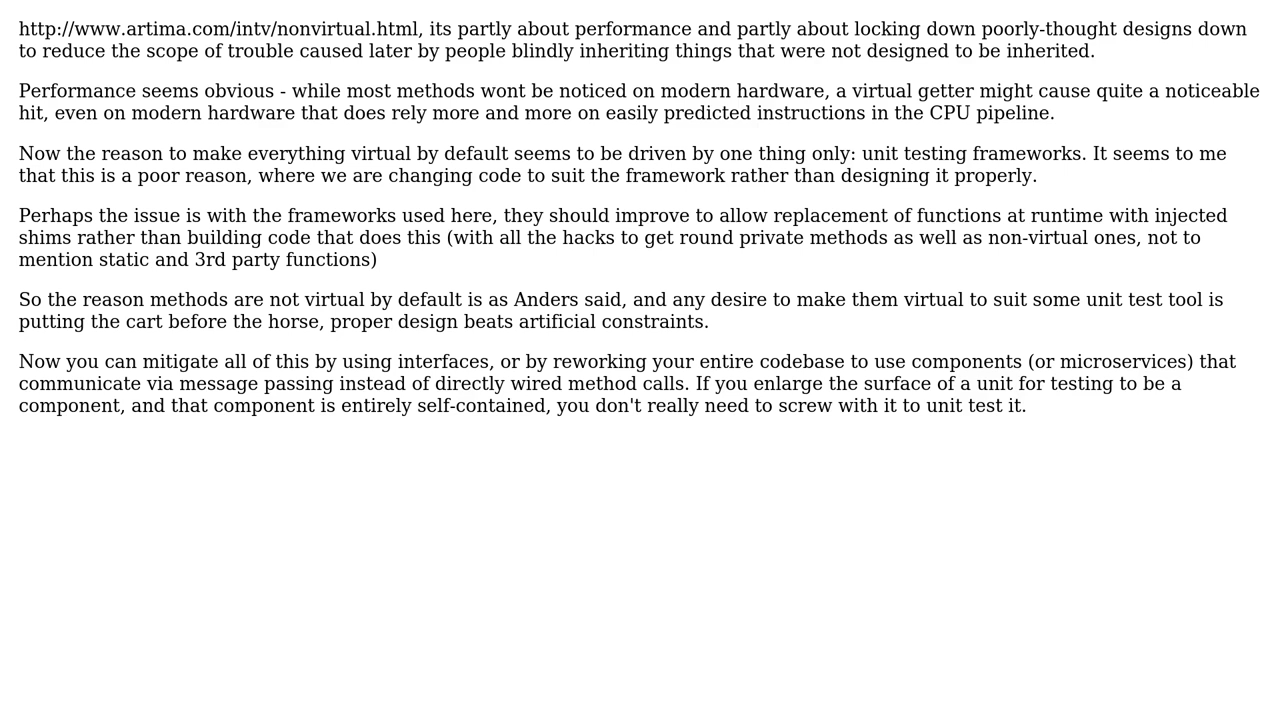 http://www.artima.com/intv/nonvirtual.html, its partly about performance and partly about locking down poorly-thought designs down
to reduce the scope of trouble caused later by people blindly inheriting things that were not designed to be inherited.
Performance seems obvious - while most methods wont be noticed on modern hardware, a virtual getter might cause quite a noticeable
hit, even on modern hardware that does rely more and more on easily predicted instructions in the CPU pipeline.
Now the reason to make everything virtual by default seems to be driven by one thing only: unit testing frameworks. It seems to me
that this is a poor reason, where we are changing code to suit the framework rather than designing it properly.
Perhaps the issue is with the frameworks used here, they should improve to allow replacement of functions at runtime with injected
shims rather than building code that does this (with all the hacks to get round private methods as well as non-virtual ones, not to
mention static and 3rd party functions)
So the reason methods are not virtual by default is as Anders said, and any desire to make them virtual to suit some unit test tool is
putting the cart before the horse, proper design beats artificial constraints.
Now you can mitigate all of this by using interfaces, or by reworking your entire codebase to use components (or microservices) that
communicate via message passing instead of directly wired method calls. If you enlarge the surface of a unit for testing to be a
component, and that component is entirely self-contained, you don't really need to screw with it to unit test it.